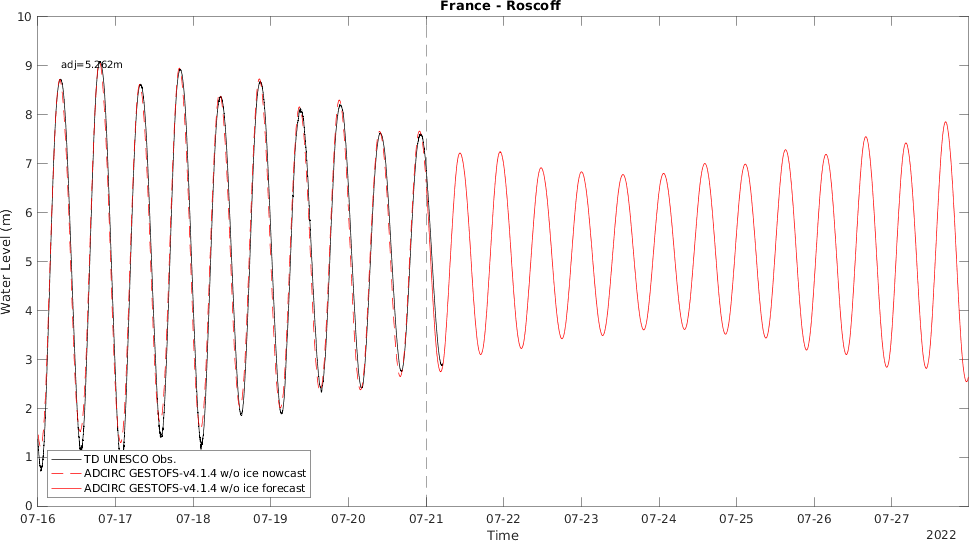 France - Roscoff
adj=5.262m
Water Level (m)
10
9
8
7
6
5
4
3
2
1
0
TD UNESCO Obs.
ADCIRC GESTOFS-v4.1.4 w/o ice nowcast
ADCIRC GESTOFS-v4.1.4 w/o ice forecast
07-16 07-17 07-18 07-19 07-20 07-21 07-22 07-23 07-24 07-25 07-26 07-27
Time
2022